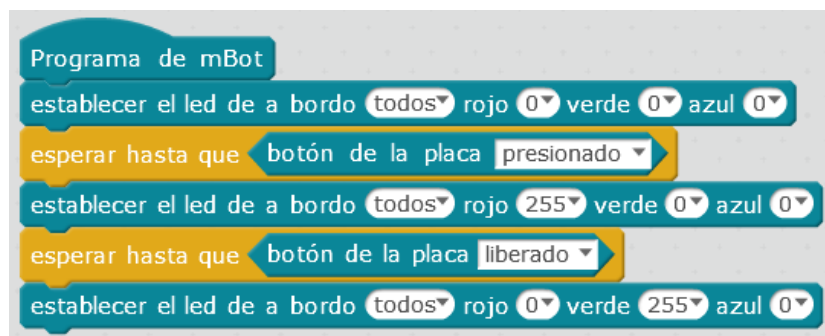 Programa de mBot
establecer el led de a bordo todos rojo 0 verde 0 azul 0
esperar hasta que botón de la placa presionado
establecer el led de a bordo todos rojo 255 verde 0 azul 0
esperar hasta que botón de la placa liberado
establecer el led de a bordo todos rojo 0 verde 255 azul 0